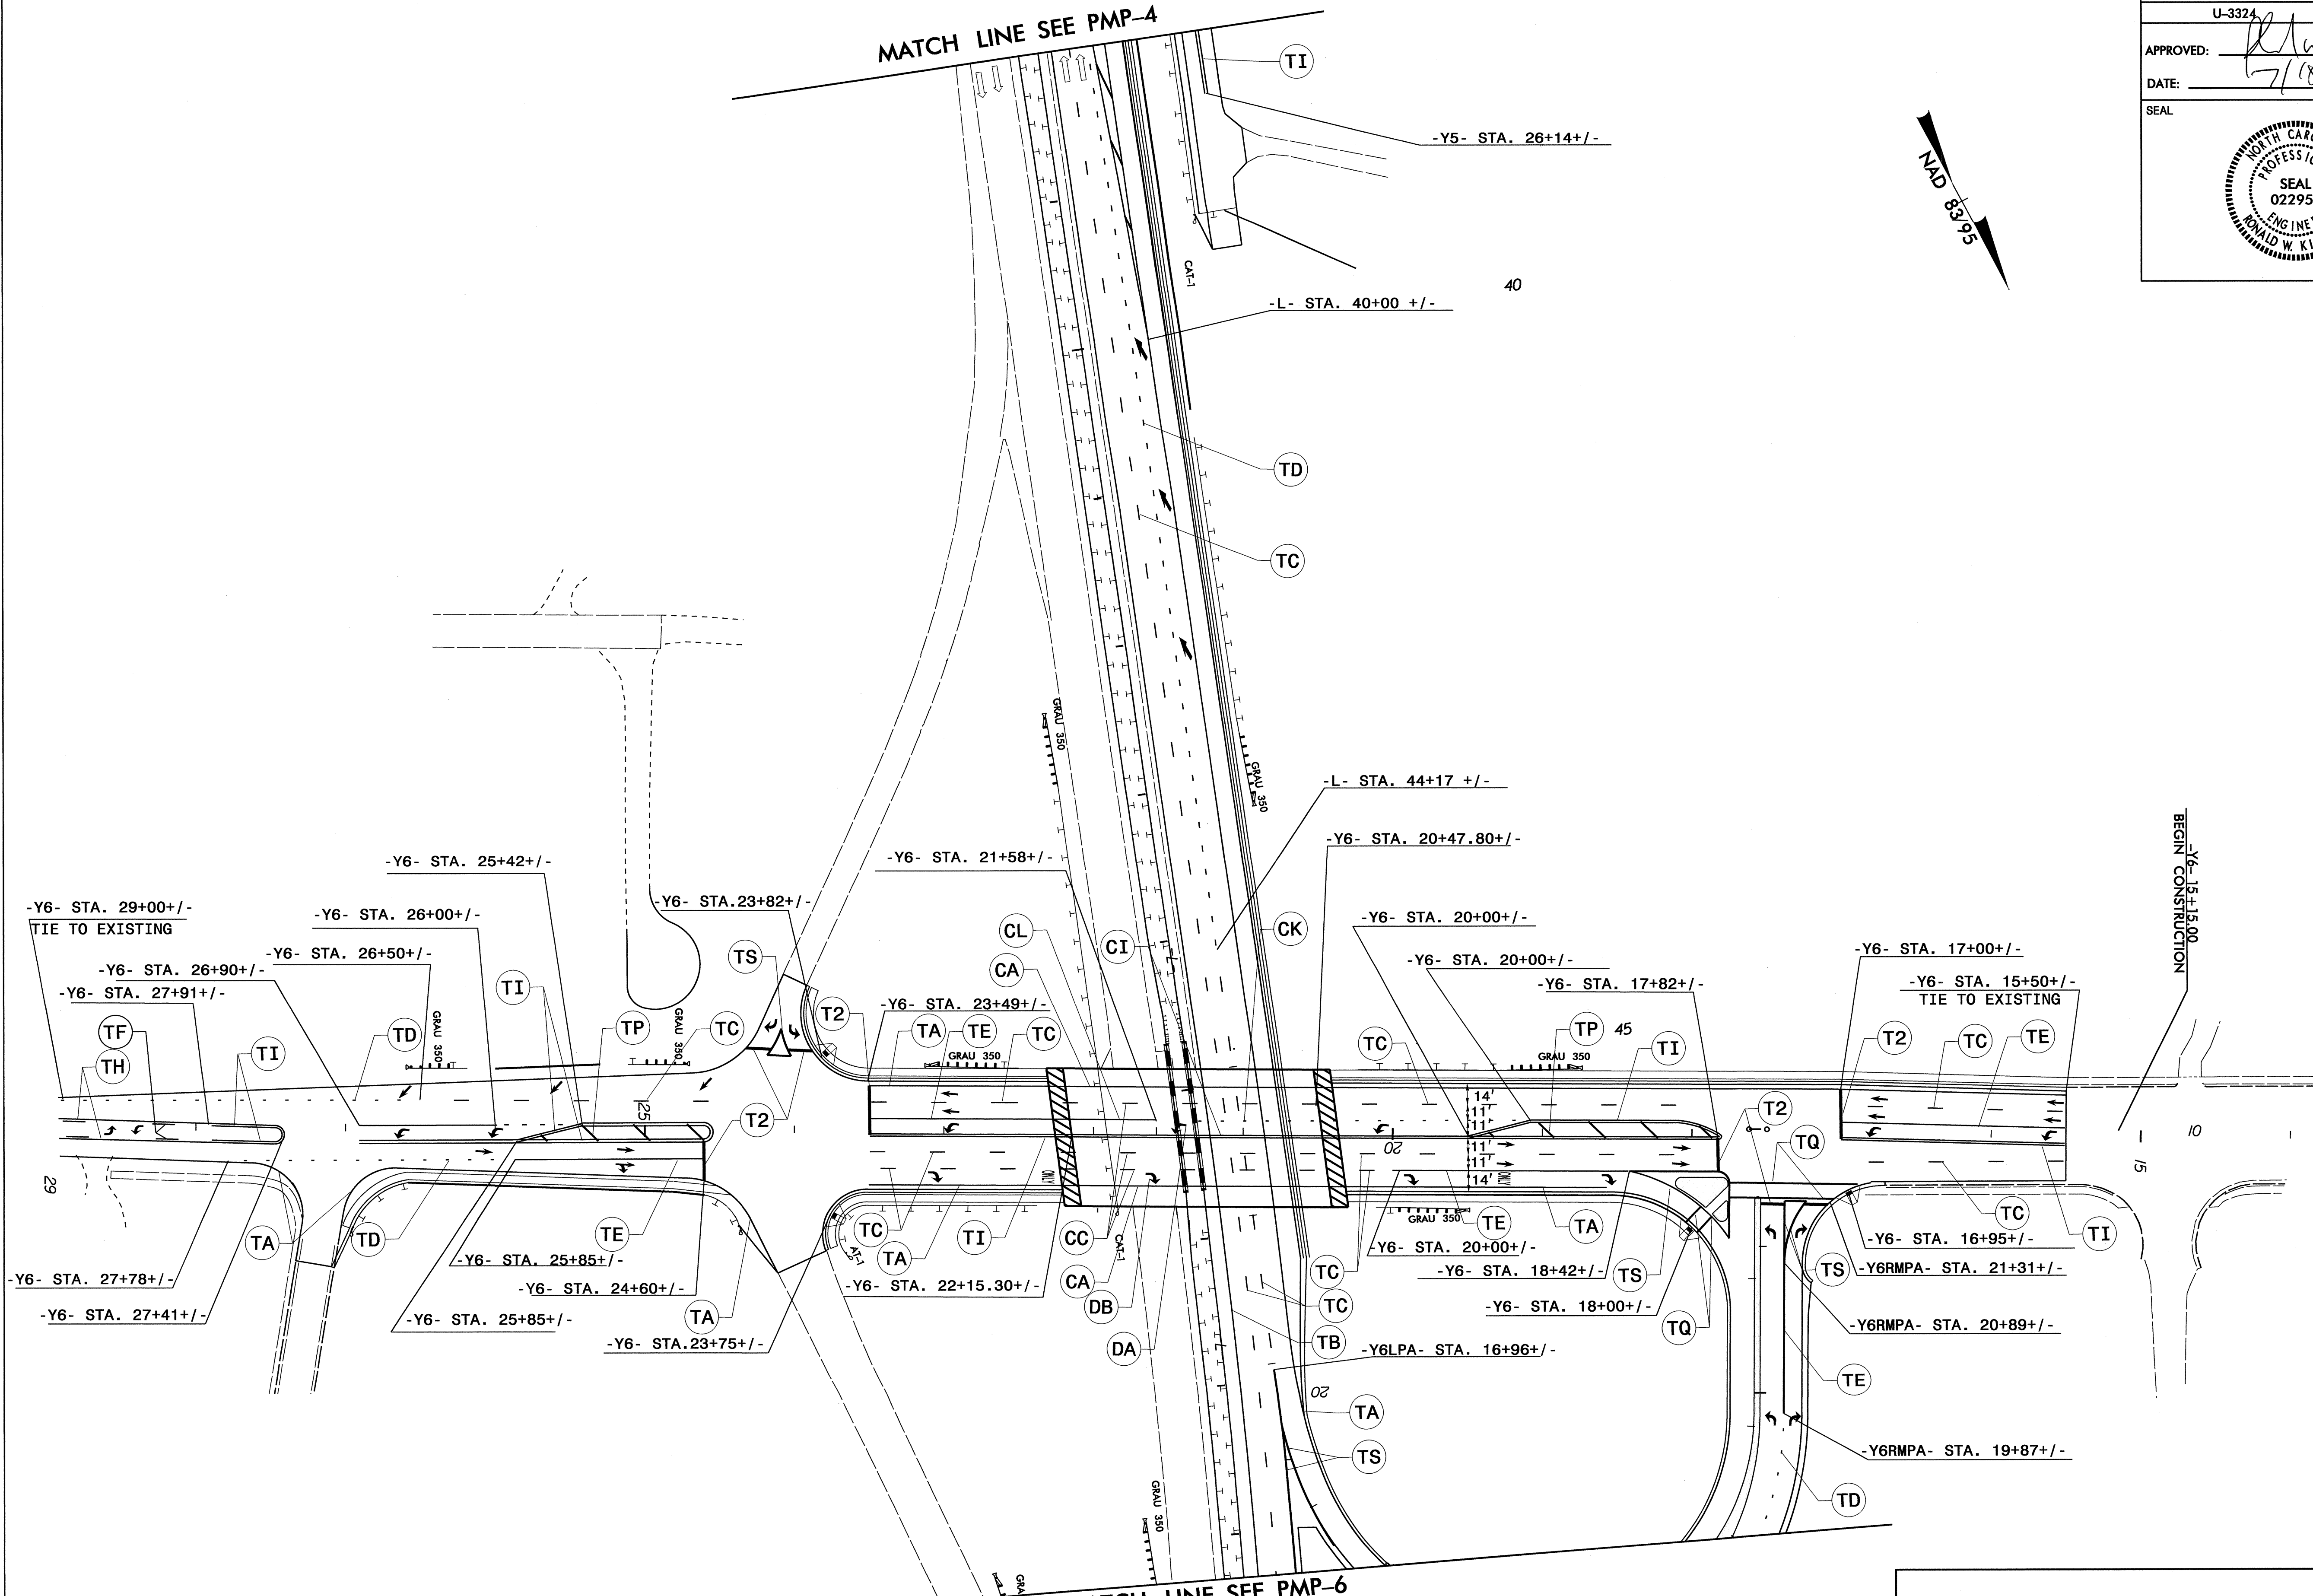 MATCH LINE SEE PMP-4
U-3324
APPROVED:
DATE:
SEAL
NORTH
PROFESS
SEAL
02295
RONALD W.
NAD 83/95
TI
-Y5- STA. 26+14+/-
CAT-1
40
-L- STA. 40+00 +/-
TD
TC
GRAU 350
GRAU 350
-L- STA. 44+17 +/-
-Y6- STA. 20+47.80+/-
-Y6- STA. 21+58+/-
-Y6- STA. 25+42+/-
-Y6- 15+15.00
BEGIN CONSTRUCTION
-Y6- STA. 29+00+/-
TIE TO EXISTING
-Y6- STA. 26+00+/-
-Y6- STA.23+82+/-
-Y6- STA. 20+00+/-
CL
CI
CK
-Y6- STA. 26+50+/-
TS
CA
-Y6- STA. 20+00+/-
-Y6- STA. 17+00+/-
-Y6- STA. 26+90+/-
-Y6- STA. 17+82+/-
-Y6- STA. 15+50+/-
TIE TO EXISTING
-Y6- STA. 27+91+/-
TI
-Y6- STA. 23+49+/-
TF
TD
GRAU 350
TP
GRAU 350
TC
T2
TA
TE
TC
TC
TP
45
TI
T2
TC
TE
TH
TI
GRAU 350
GRAU 350
25
T2
14'
11'
11'
11'
11'
14'
20
T2
TQ
10
15
29
ONLY
ONLY
TA
TD
TE
TC
TA
TI
CC
CAT-1
GRAU 350
TE
TA
TC
TI
AT-1
-Y6- STA. 27+78+/-
-Y6- STA. 25+85+/-
-Y6- STA. 24+60+/-
-Y6- STA. 22+15.30+/-
CA
DB
TC
-Y6- STA. 20+00+/-
-Y6- STA. 18+42+/-
TS
-Y6- STA. 16+95+/-
-Y6RMPA- STA. 21+31+/-
TS
-Y6- STA. 27+41+/-
-Y6- STA. 25+85+/-
TA
-Y6- STA.23+75+/-
DA
TC
TB
-Y6- STA. 18+00+/-
TQ
-Y6RMPA- STA. 20+89+/-
-Y6LPA- STA. 16+96+/-
20
TA
TE
TS
-Y6RMPA- STA. 19+87+/-
TD
GRAU 350
GRA
LINE SEE PMP-6